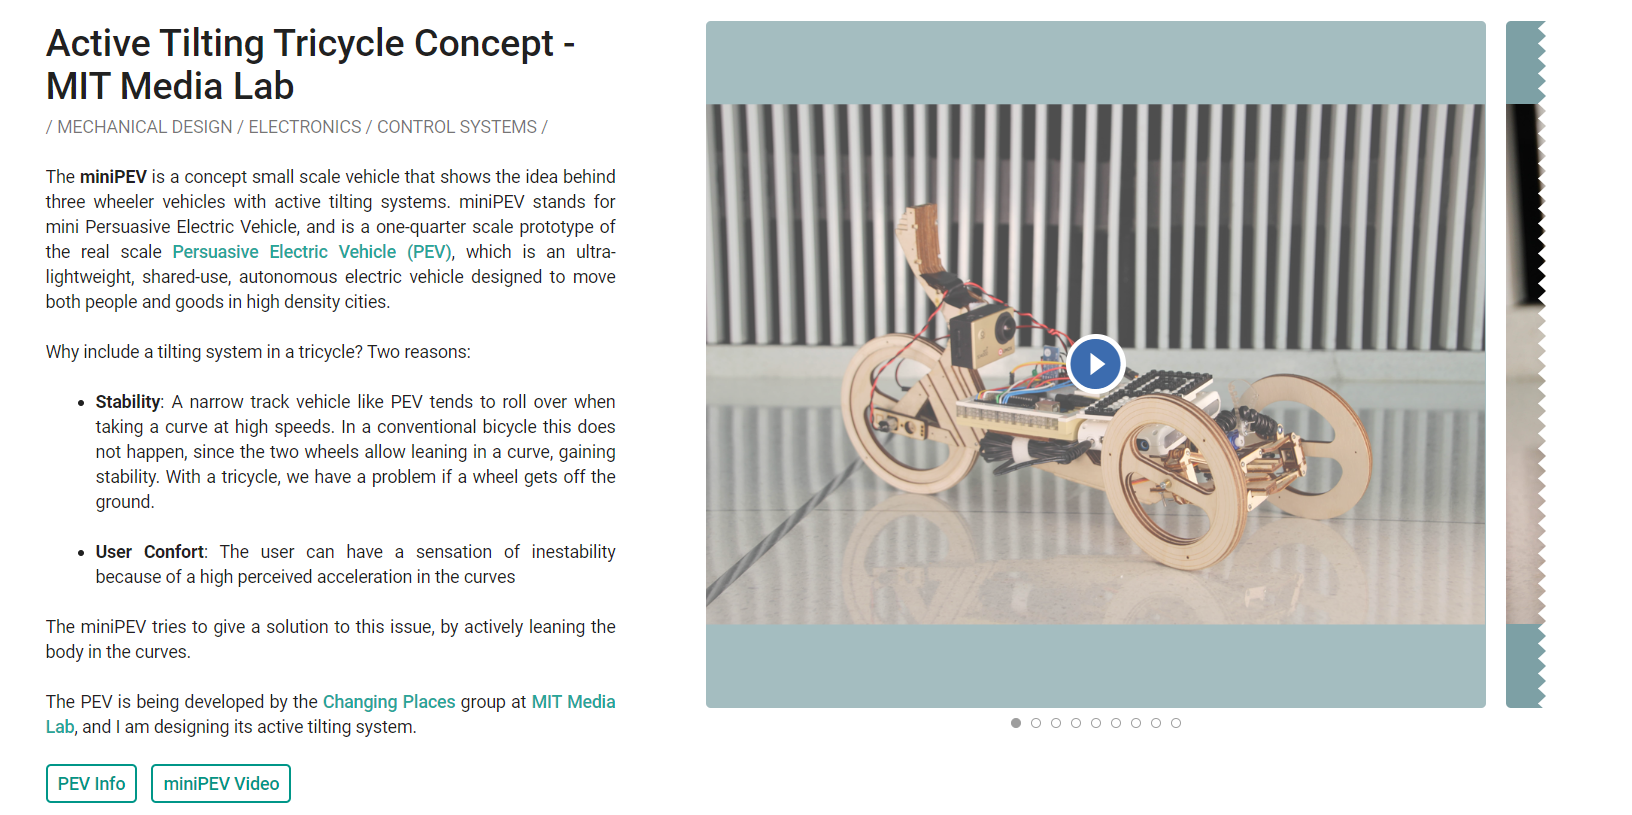 Active Tilting Tricycle Concept -
MIT Media Lab
/ MECHANICAL DESIGN / ELECTRONICS / CONTROL SYSTEMS /
The miniPEV is a concept small scale vehicle that shows the idea behind
three wheeler vehicles with active tilting systems. miniPEV stands for
mini Persuasive Electric Vehicle, and is a one-quarter scale prototype of
the real scale Persuasive Electric Vehicle (PEV), which is an ultra-
lightweight, shared-use, autonomous electric vehicle designed to move
both people and goods in high density cities.
Why include a tilting system in a tricycle? Two reasons:
• Stability: A narrow track vehicle like PEV tends to roll over when
taking a curve at high speeds. In a conventional bicycle this does
not happen, since the two wheels allow leaning in a curve, gaining
stability. With a tricycle, we have a problem if a wheel gets off the
ground.
• User Confort: The user can have a sensation of inestability
because of a high perceived acceleration in the curves
The miniPEV tries to give a solution to this issue, by actively leaning the
body in the curves.
The PEV is being developed by the Changing Places group at MIT Media
Lab, and I am designing its active tilting system.
PEV Info
miniPEV Video